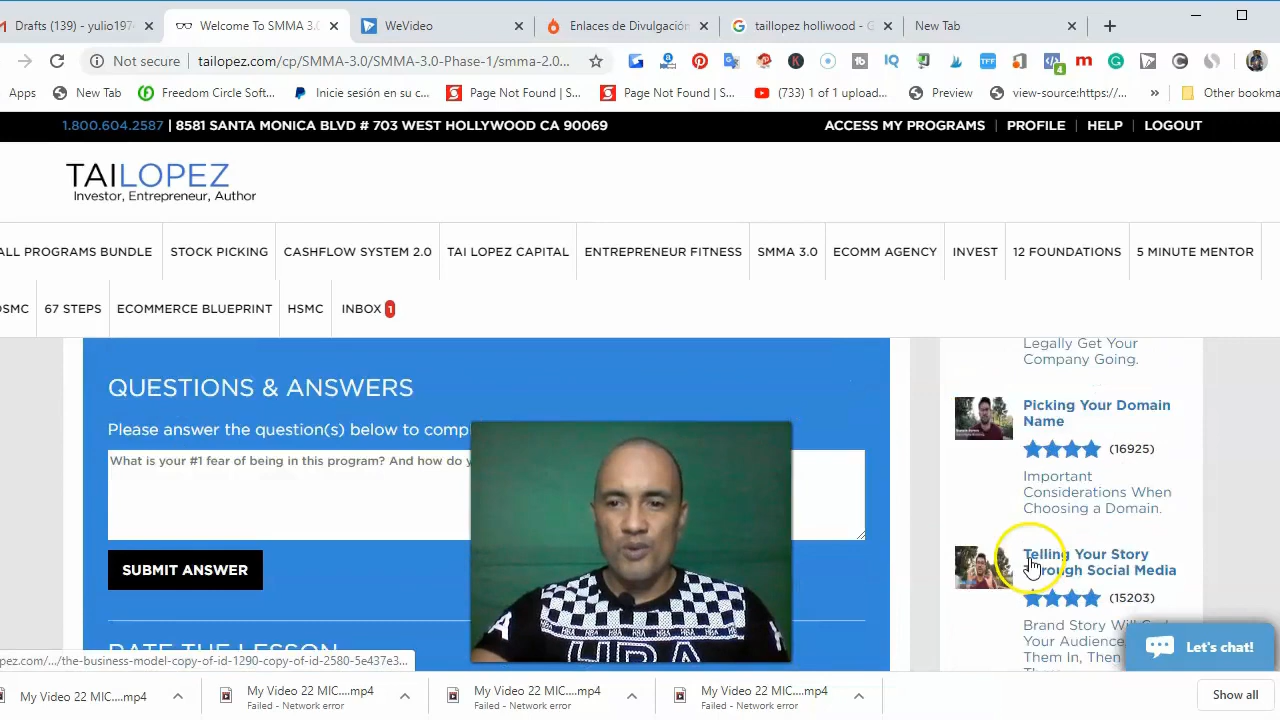 Drafts (139) - yulio197
Welcome To SMMA 3.0
WeVideo
Enlaces de Divulgación
taillopez holliwood - G
New Tab
Not secure
tailopez.com/cp/SMMA-3.0/SMMA-3.0-Phase-1/smma-2.0...
Apps
New Tab
Freedom Circle Soft...
Inicie sesión en su c...
Page Not Found | S...
Page Not Found | S...
(733) 1 of 1 upload...
Preview
view-source:https://...
Other bookma
1.800.604.2587 | 8581 SANTA MONICA BLVD # 703 WEST HOLLYWOOD CA 90069
ACCESS MY PROGRAMS | PROFILE | HELP | LOGOUT
TAILOPEZ
Investor, Entrepreneur, Author
ALL PROGRAMS BUNDLE
STOCK PICKING
CASHFLOW SYSTEM 2.0
TAI LOPEZ CAPITAL
ENTREPRENEUR FITNESS
SMMA 3.0
ECOMM AGENCY
INVEST
12 FOUNDATIONS
5 MINUTE MENTOR
OSMC
67 STEPS
ECOMMERCE BLUEPRINT
HSMC
INBOX 1
QUESTIONS & ANSWERS
Please answer the question(s) below to comp
What is your #1 fear of being in this program? And how do y
SUBMIT ANSWER
RATE THE LESSON
Legally Get Your
Company Going.
Picking Your Domain
Name
(16925)
Important
Considerations When
Choosing a Domain.
Telling Your Story
Through Social Media
(15203)
Brand Story Will
Your Audience
Them In, Then
Let's chat!
HBA
pez.com/.../the-business-model-copy-of-id-1290-copy-of-id-2580-5e437e3...
My Video 22 MIC....mp4
My Video 22 MIC....mp4
Failed - Network error
My Video 22 MIC....mp4
Failed - Network error
My Video 22 MIC....mp4
Failed - Network error
Show all